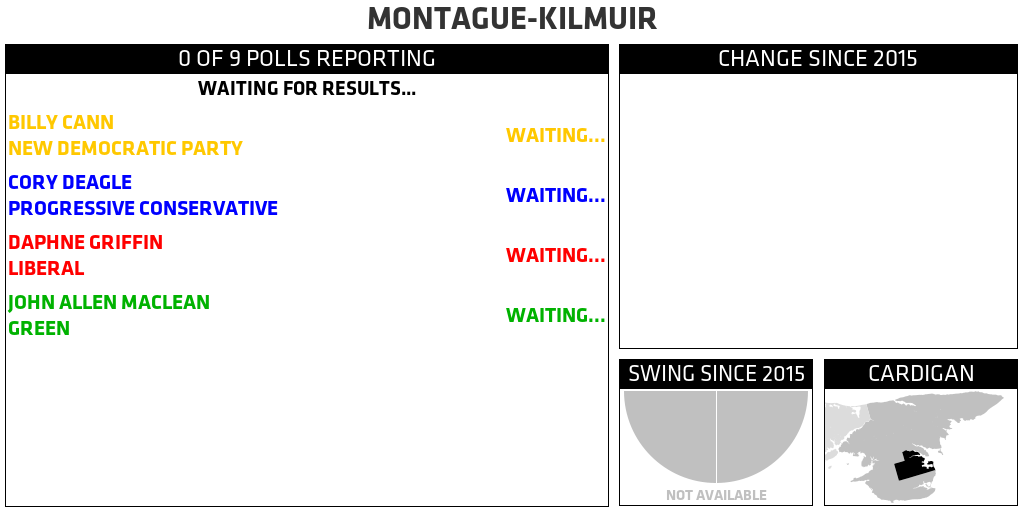 MONTAGUE-KILMUIR
0 OF 9 POLLS REPORTING
WAITING FOR RESULTS...
BILLY CANN
NEW DEMOCRATIC PARTY
WAITING...
CORY DEAGLE
PROGRESSIVE CONSERVATIVE
WAITING...
DAPHNE GRIFFIN
LIBERAL
WAITING...
JOHN ALLEN MACLEAN
GREEN
WAITING...
CHANGE SINCE 2015
SWING SINCE 2015
NOT AVAILABLE
CARDIGAN